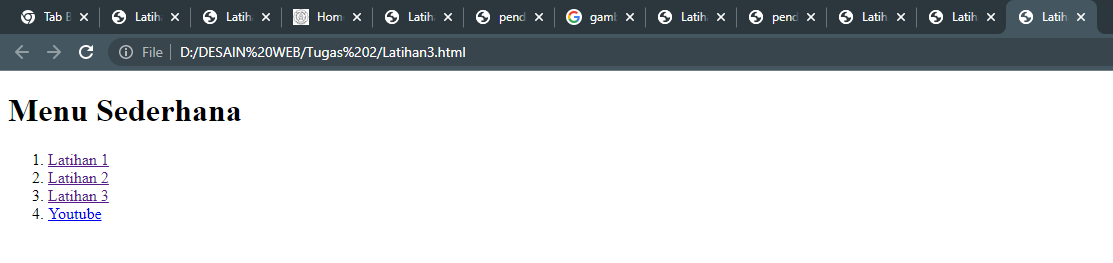 Tab B Latih Latih Hom Latih pend gamb Latih pend Latih Latih Latih
File D:/DESAIN%20WEB/Tugas%202/Latihan3.html
Menu Sederhana
1. Latihan 1
2. Latihan 2
3. Latihan 3
4. Youtube